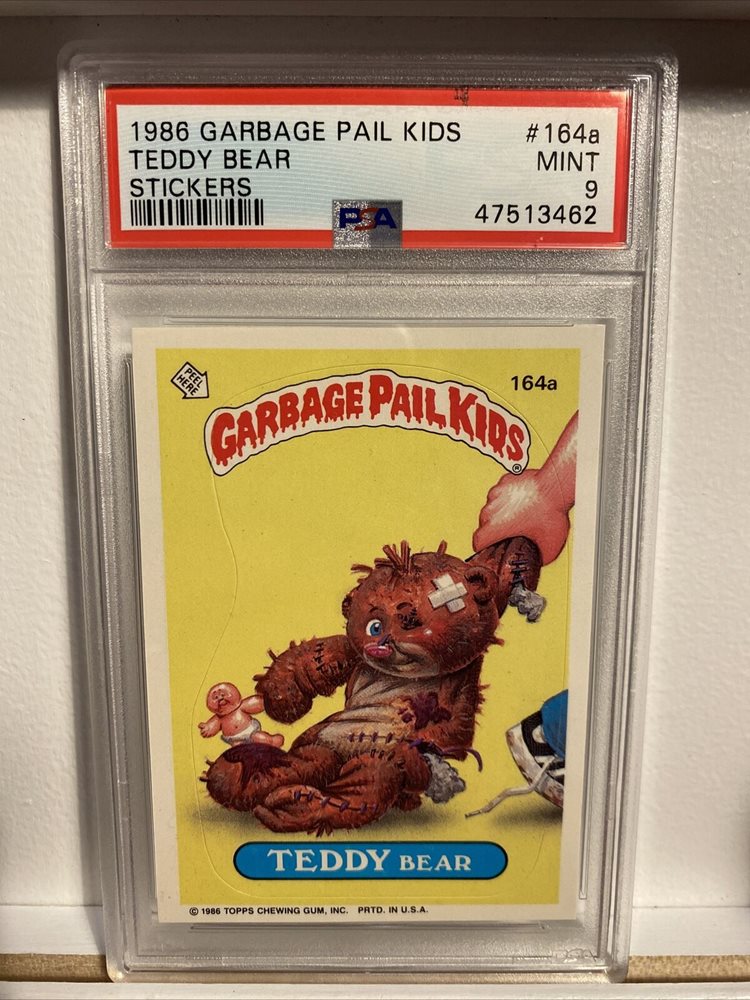 1986 GARBAGE PAIL KIDS #164a
TEDDY BEAR MINT
STICKERS 9
PSA 47513462
PEEL HERE
164a
GARBAGE PAIL KIDS®
TEDDY BEAR
© 1986 TOPPS CHEWING GUM, INC. PRTD. IN U.S.A.